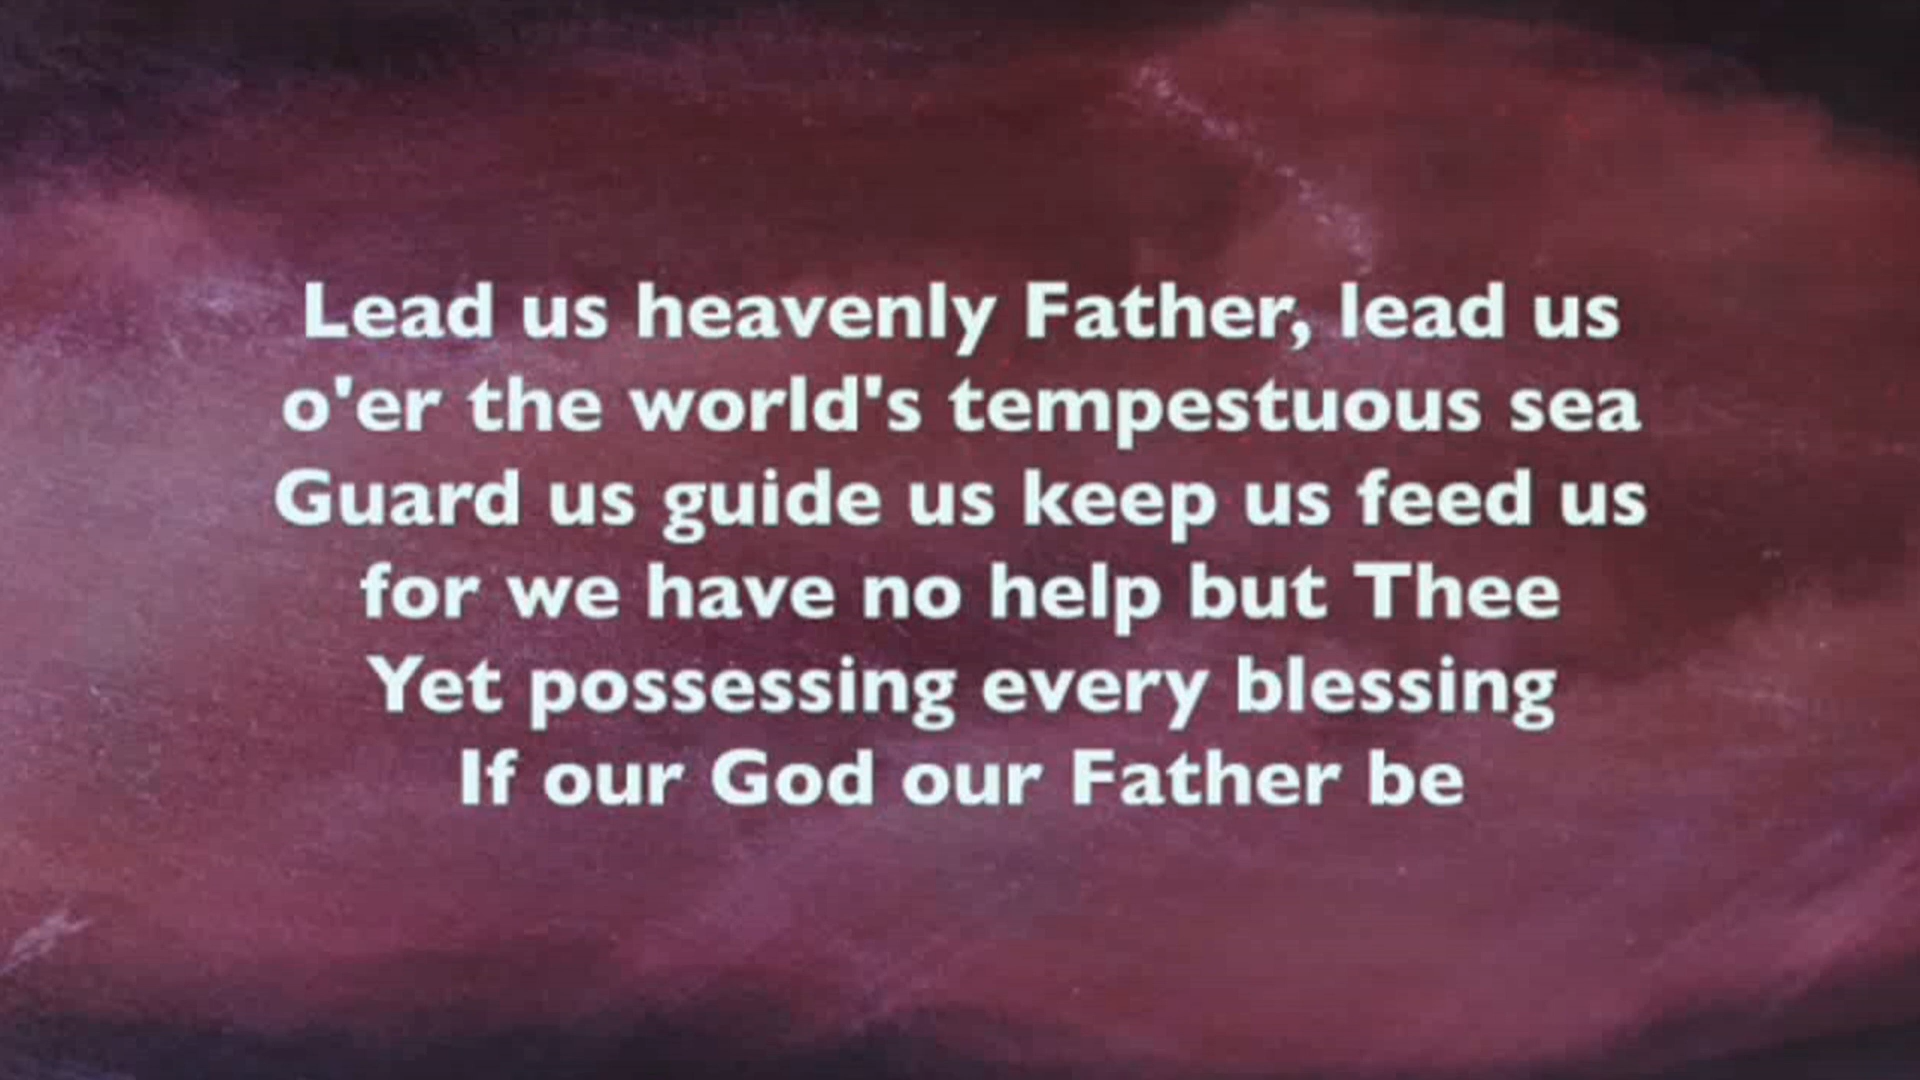 Lead us heavenly Father, lead us
o'er the world's tempestuous sea
Guard us guide us keep us feed us
for we have no help but Thee
Yet possessing every blessing
If our God our Father be